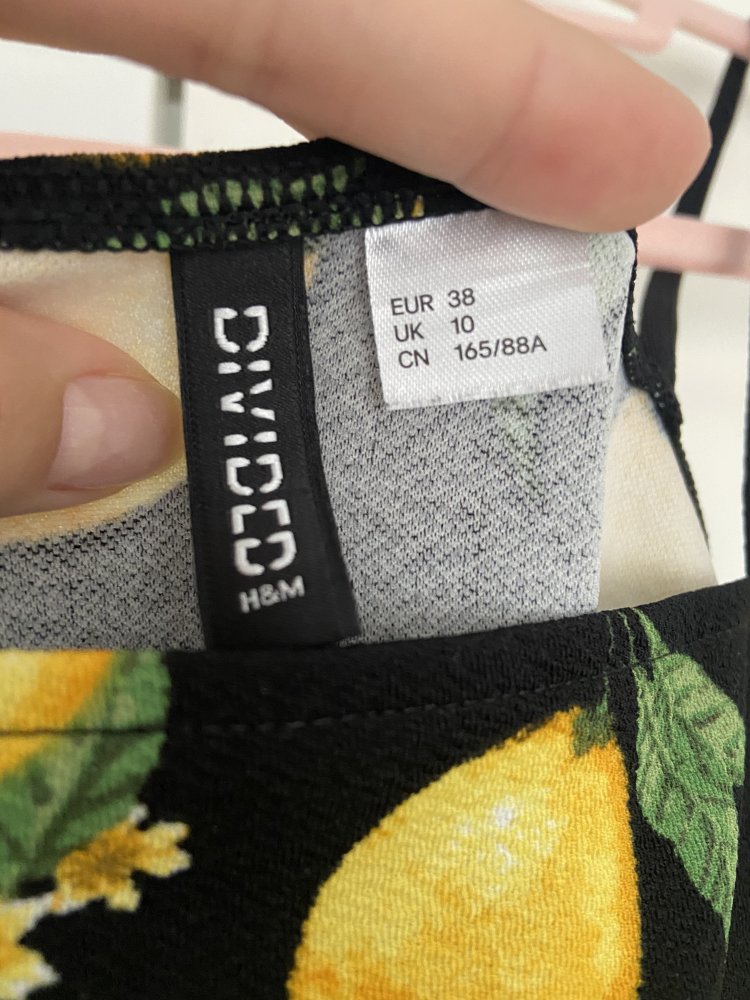 DIVIDED
H&M
EUR 38
UK 10
CN 165/88A